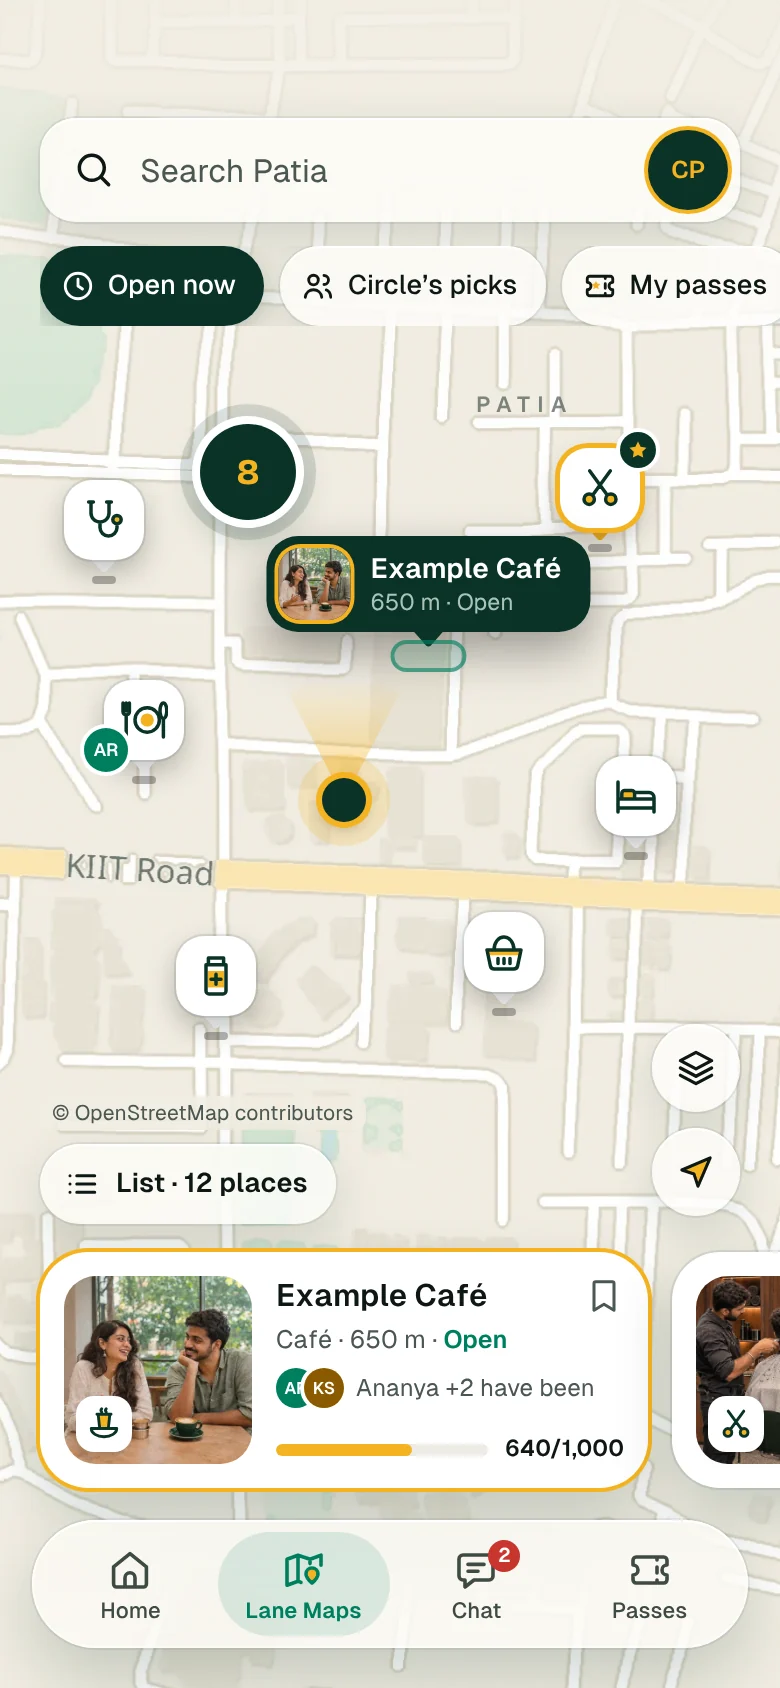 Search Patia
CP
Open now
Circle’s picks
My passes
PATIA
8
Example Café
650 m · Open
AR
KIIT Road
© OpenStreetMap contributors
List · 12 places
Example Café
Café · 650 m · Open
KS
Ananya +2 have been
640/1,000
2
Home
Lane Maps
Chat
Passes